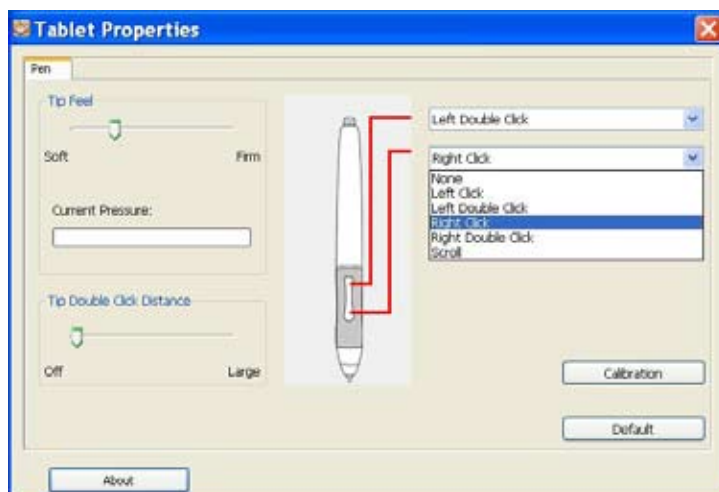 Tablet Properties
Pen
Tip Feel
Soft Firm
Current Pressure:
Tip Double Click Distance
Off Large
Left Double Click
Right Click
None
Left Click
Left Double Click
Right Click
Right Double Click
Scroll
Calibration
Default
About